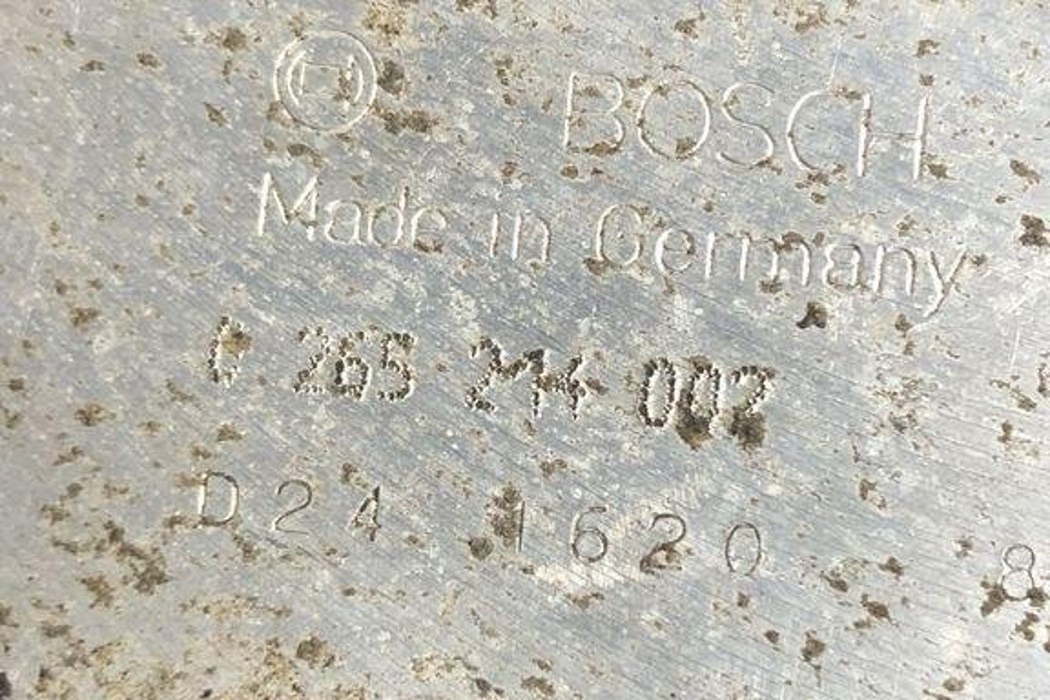 BOSCH
Made in Germany
0 265 214 002
D24 1620 8